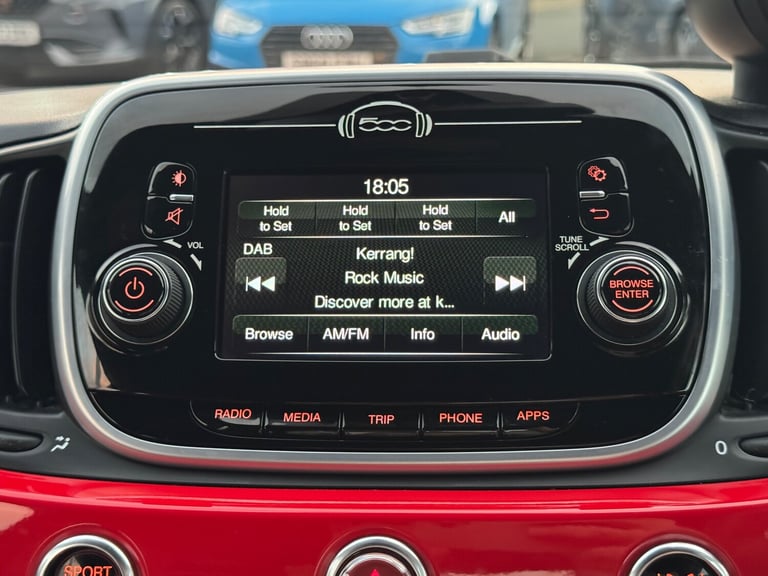 500
18:05
Hold to Set
Hold to Set
Hold to Set
All
VOL
TUNE
SCROLL
DAB
Kerrang!
Rock Music
Discover more at k...
BROWSE
ENTER
Browse
AM/FM
Info
Audio
RADIO
MEDIA
TRIP
PHONE
APPS
0
SPORT